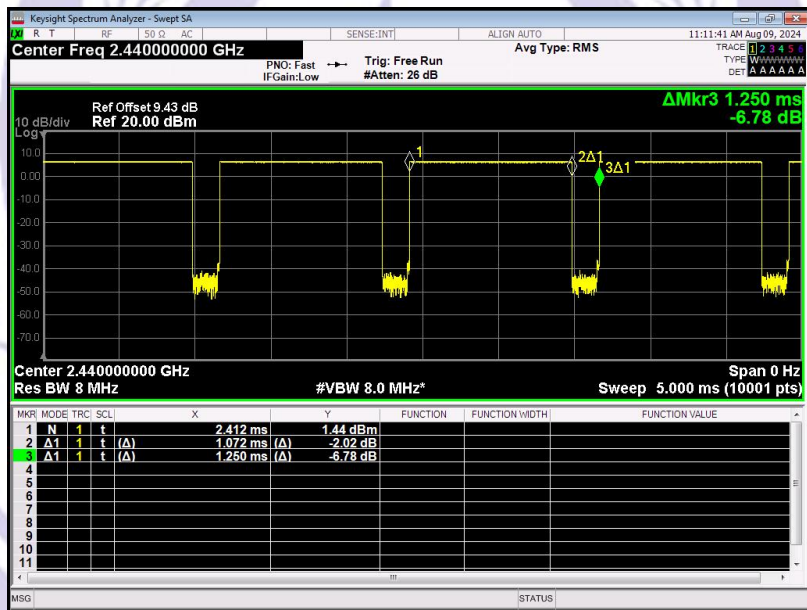 Keysight Spectrum Analyzer - Swept SA
LXI R T RF 50 Ω AC SENSE:INT ALIGN AUTO 11:11:41 AM Aug 09, 2024
Center Freq 2.440000000 GHz
Avg Type: RMS
TRACE 1 2 3 4 5 6
PNO: Fast
Trig: Free Run
TYPE WWWWWW
IFGain:Low
#Atten: 26 dB
DET A A A A A A
ΔMkr3 1.250 ms
-6.78 dB
Ref Offset 9.43 dB
10 dB/div Ref 20.00 dBm
Log
10.0
0.00
-10.0
-20.0
-30.0
-40.0
-60.0
-70.0
1
2Δ1
3Δ1
Center 2.440000000 GHz Span 0 Hz
Res BW 8 MHz #VBW 8.0 MHz* Sweep 5.000 ms (10001 pts)
MKR MODE TRC SCL X Y FUNCTION FUNCTION WIDTH FUNCTION VALUE
1 N 1 t 2.412 ms 1.44 dBm
2 Δ1 1 t (Δ) 1.072 ms (Δ) -2.02 dB
3 Δ1 1 t (Δ) 1.250 ms (Δ) -6.78 dB
4
5
6
7
8
9
10
11
MSG STATUS